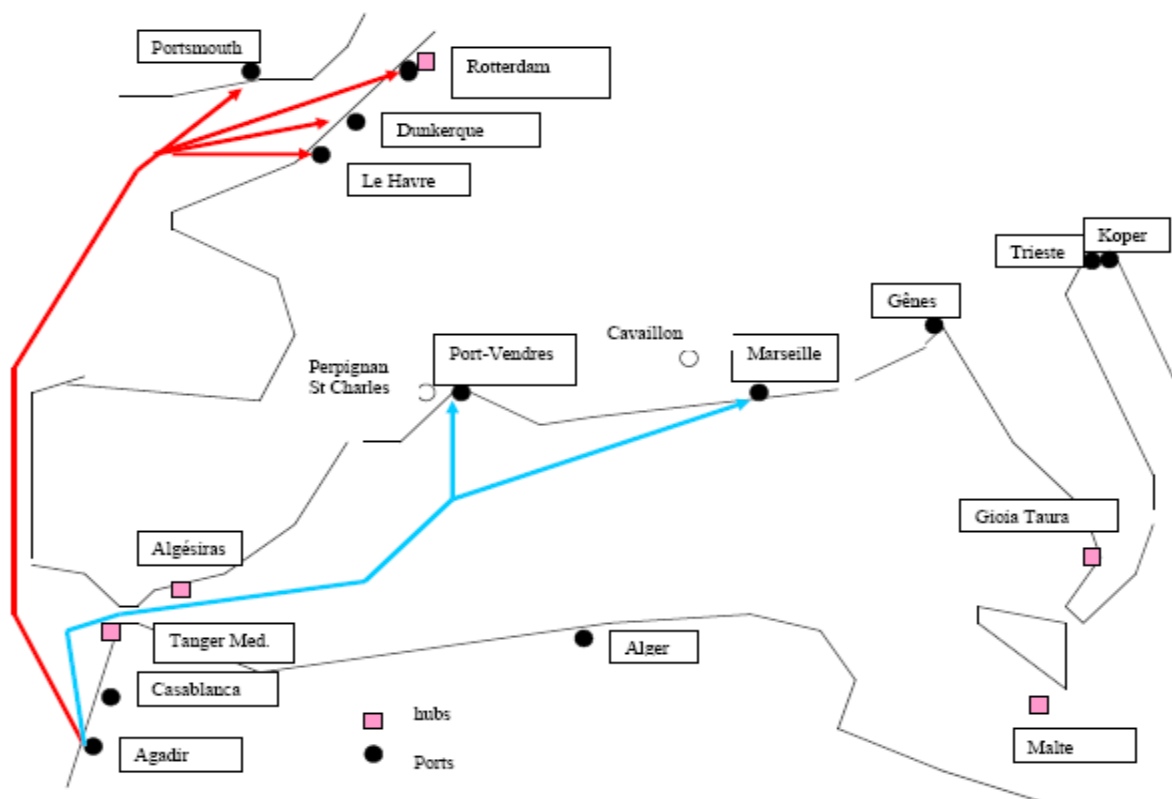 Portsmouth
Rotterdam
Dunkerque
Le Havre
Koper
Trieste
Gênes
Cavaillon
Port-Vendres
Marseille
Perpignan
St Charles
Gioia Taura
Algésiras
Tanger Med.
Alger
Casablanca
hubs
Malte
Agadir
Ports